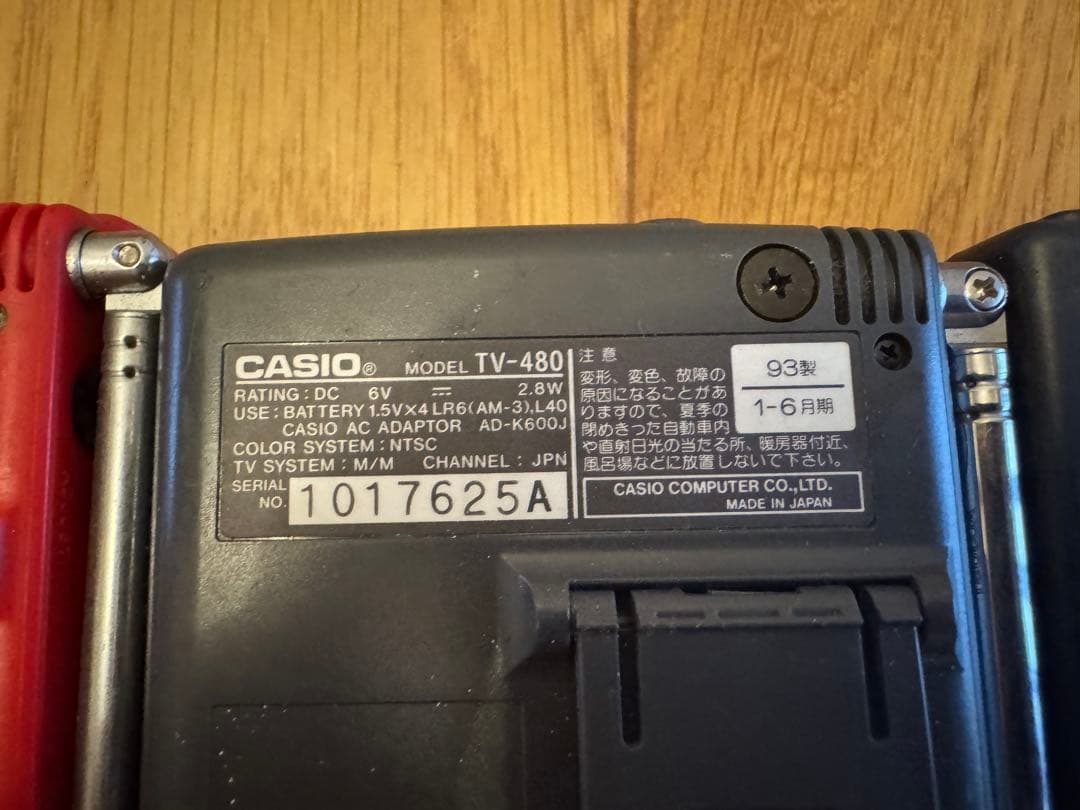 CASIO® MODEL TV-480
RATING : DC 6V ⎓ 2.8W
USE : BATTERY 1.5V×4 LR6(AM-3), L40
CASIO AC ADAPTOR AD-K600J
COLOR SYSTEM : NTSC
TV SYSTEM : M/M CHANNEL : JPN
SERIAL NO. 1017625A
注意
変形、変色、故障の
原因になることがあ
りますので、夏季の
閉めきった自動車内
や直射日光の当たる所、暖房器付近、
風呂場などに放置しないで下さい。
93製
1-6月期
CASIO COMPUTER CO.,LTD.
MADE IN JAPAN